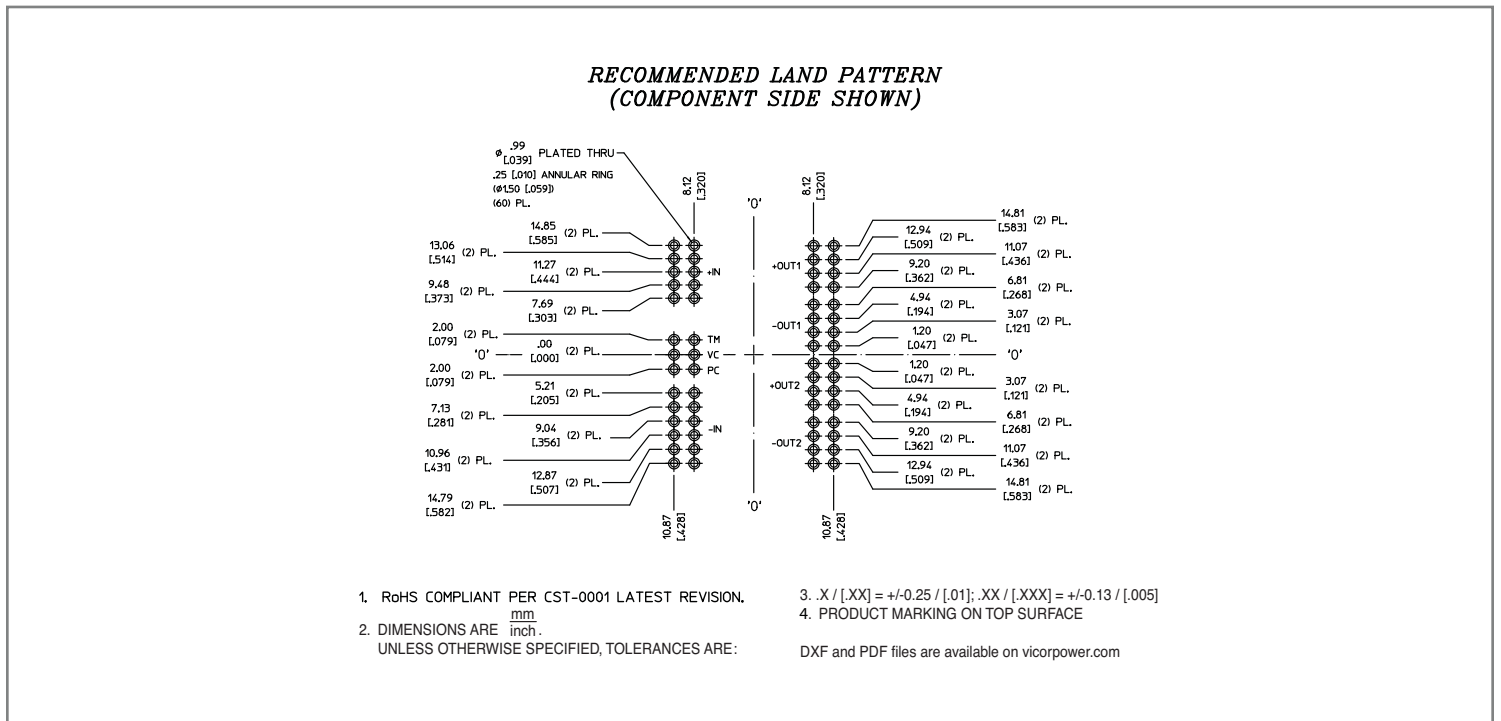 RECOMMENDED LAND PATTERN
(COMPONENT SIDE SHOWN)
ø .99 [.039] PLATED THRU
.25 [.010] ANNULAR RING
(ø1.50 [.059])
(60) PL.
8.12 [.320]
8.12 [.320]
'0'
14.85 [.585] (2) PL.
13.06 [.514] (2) PL.
11.27 [.444] (2) PL.
9.48 [.373] (2) PL.
7.69 [.303] (2) PL.
2.00 [.079] (2) PL.
'0'
.00 [.000] (2) PL.
2.00 [.079] (2) PL.
5.21 [.205] (2) PL.
7.13 [.281] (2) PL.
9.04 [.356] (2) PL.
10.96 [.431] (2) PL.
12.87 [.507] (2) PL.
14.79 [.582] (2) PL.
+IN
TM
VC
PC
-IN
10.87 [.428]
'0'
+OUT1
-OUT1
+OUT2
-OUT2
10.87 [.428]
14.81 [.583] (2) PL.
12.94 [.509] (2) PL.
11.07 [.436] (2) PL.
9.20 [.362] (2) PL.
6.81 [.268] (2) PL.
4.94 [.194] (2) PL.
3.07 [.121] (2) PL.
1.20 [.047] (2) PL.
'0'
1.20 [.047] (2) PL.
3.07 [.121] (2) PL.
4.94 [.194] (2) PL.
6.81 [.268] (2) PL.
9.20 [.362] (2) PL.
11.07 [.436] (2) PL.
12.94 [.509] (2) PL.
14.81 [.583] (2) PL.
1. RoHS COMPLIANT PER CST-0001 LATEST REVISION.
2. DIMENSIONS ARE mm / inch.
UNLESS OTHERWISE SPECIFIED, TOLERANCES ARE:
3. .X / [.XX] = +/-0.25 / [.01]; .XX / [.XXX] = +/-0.13 / [.005]
4. PRODUCT MARKING ON TOP SURFACE
DXF and PDF files are available on vicorpower.com